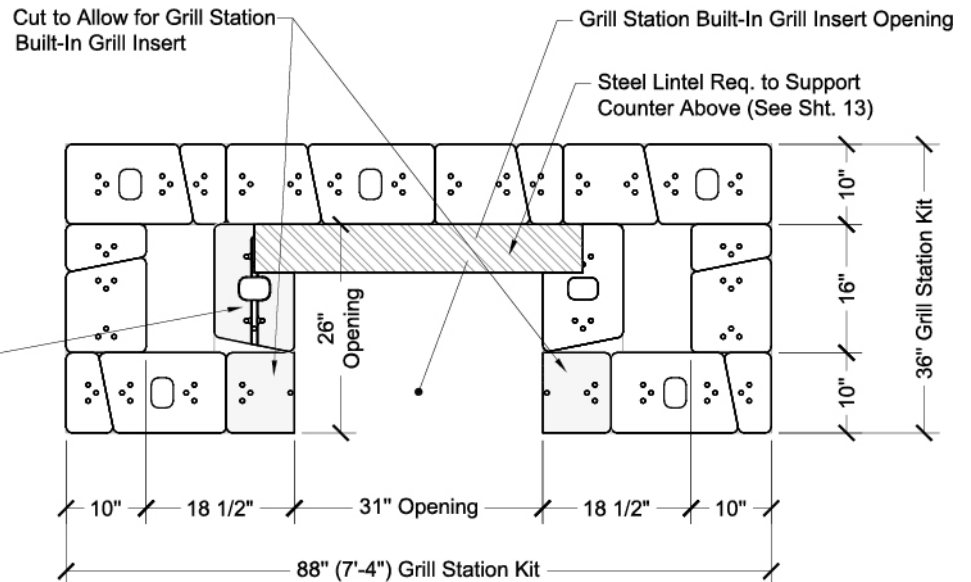 Cut to Allow for Grill Station
Built-In Grill Insert
Grill Station Built-In Grill Insert Opening
Steel Lintel Req. to Support
Counter Above (See Sht. 13)
10"
16"
10"
36" Grill Station Kit
26"
Opening
10"
18 1/2"
31" Opening
18 1/2"
10"
88" (7'-4") Grill Station Kit